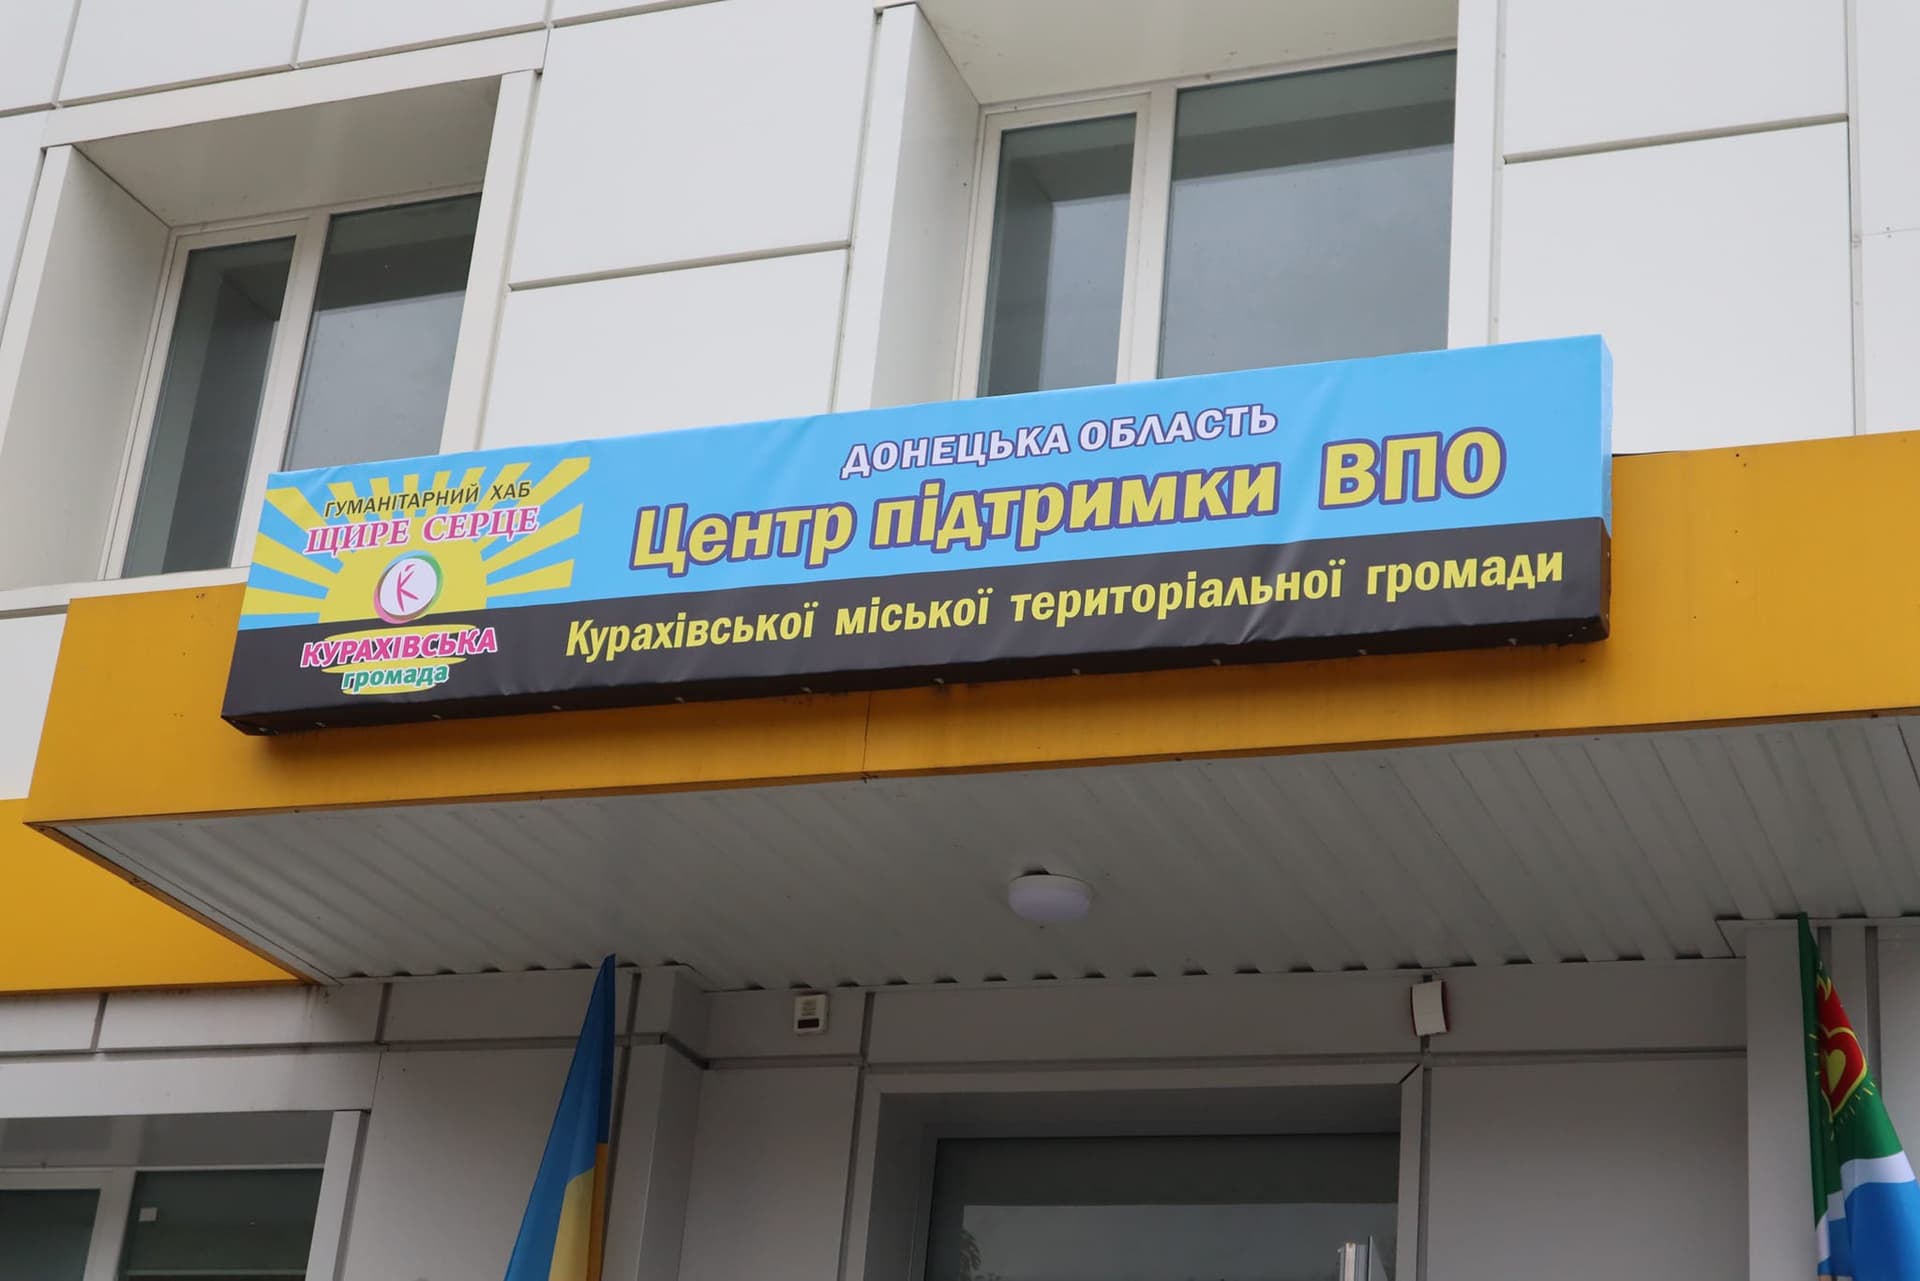 ГУМАНІТАРНИЙ ХАБ
ЩИРЕ СЕРЦЕ
К
КУРАХІВСЬКА
громада
ДОНЕЦЬКА ОБЛАСТЬ
Центр підтримки ВПО
Курахівської міської територіальної громади